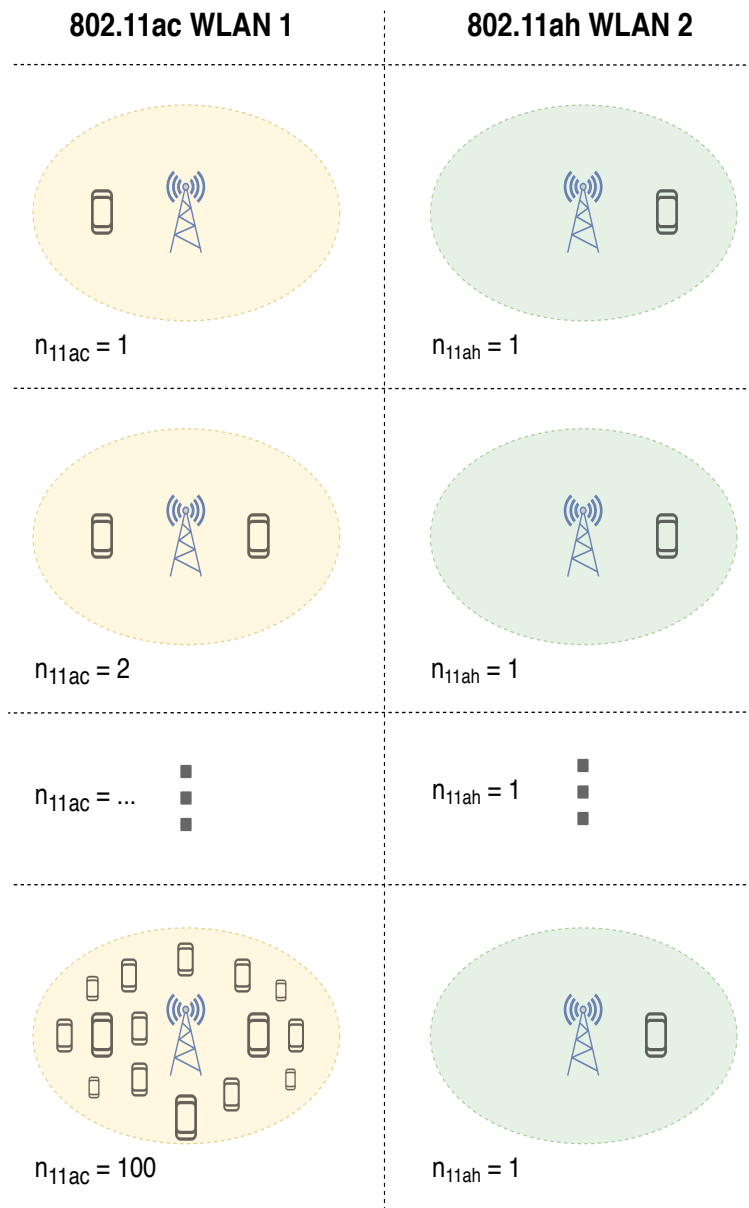 802.11ac WLAN 1
802.11ah WLAN 2
n11ac = 1
n11ah = 1
n11ac = 2
n11ah = 1
n11ac = ...
n11ah = 1
n11ac = 100
n11ah = 1